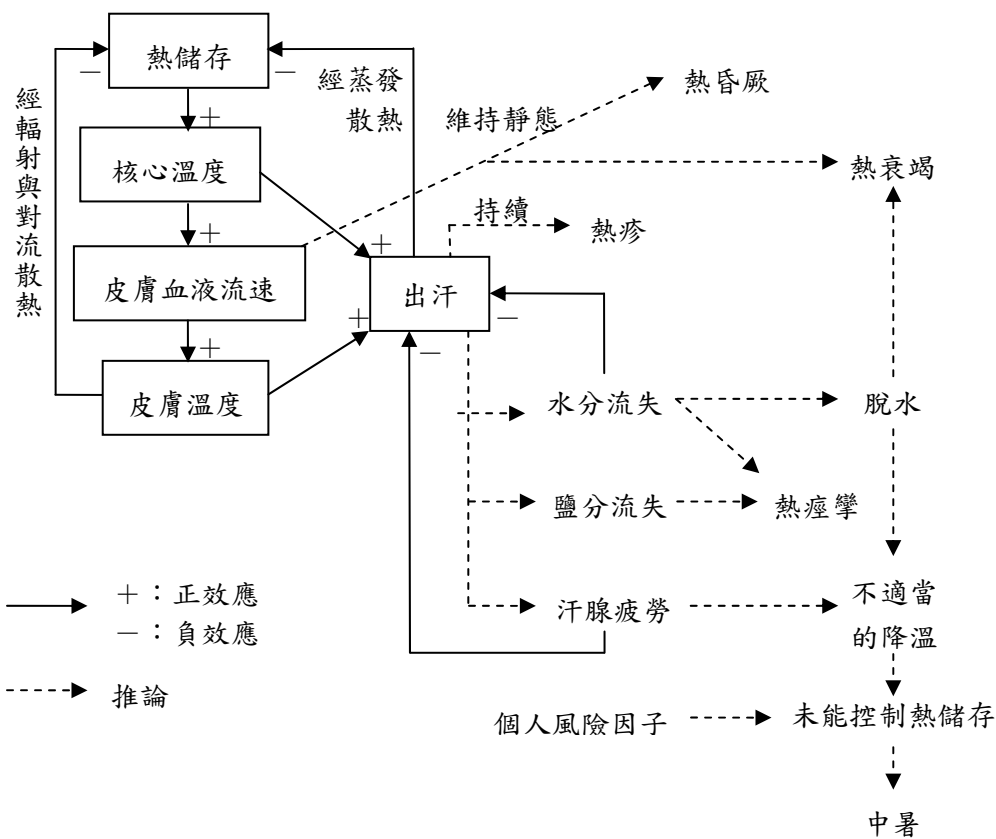 熱儲存
－
－
經蒸發
散熱
熱昏厥
經輻射與對流散熱
＋
維持靜態
核心溫度
熱衰竭
＋
持續
＋
熱疹
皮膚血液流速
出汗
＋
－
＋
－
皮膚溫度
水分流失
脫水
鹽分流失
熱痙攣
＋：正效應
－：負效應
汗腺疲勞
不適當
的降溫
推論
個人風險因子
未能控制熱儲存
中暑